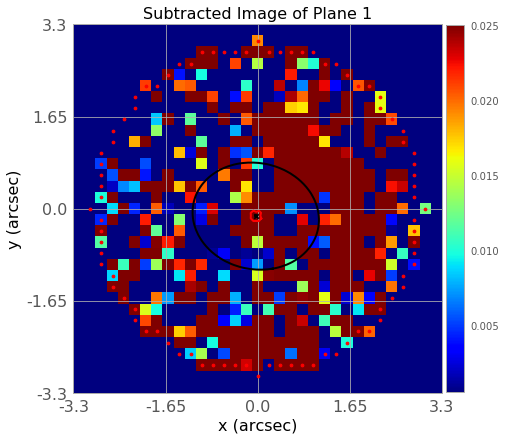 Subtracted Image of Plane 1
3.3
1.65
0.0
-1.65
-3.3
y (arcsec)
-3.3 -1.65 0.0 1.65 3.3
x (arcsec)
0.025
0.020
0.015
0.010
0.005